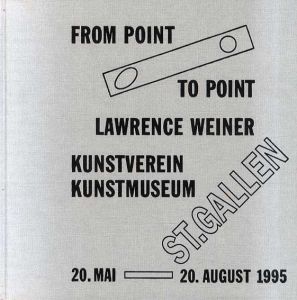 FROM POINT
TO POINT
LAWRENCE WEINER
KUNSTVEREIN
KUNSTMUSEUM
ST.GALLEN
20.MAI 20.AUGUST 1995